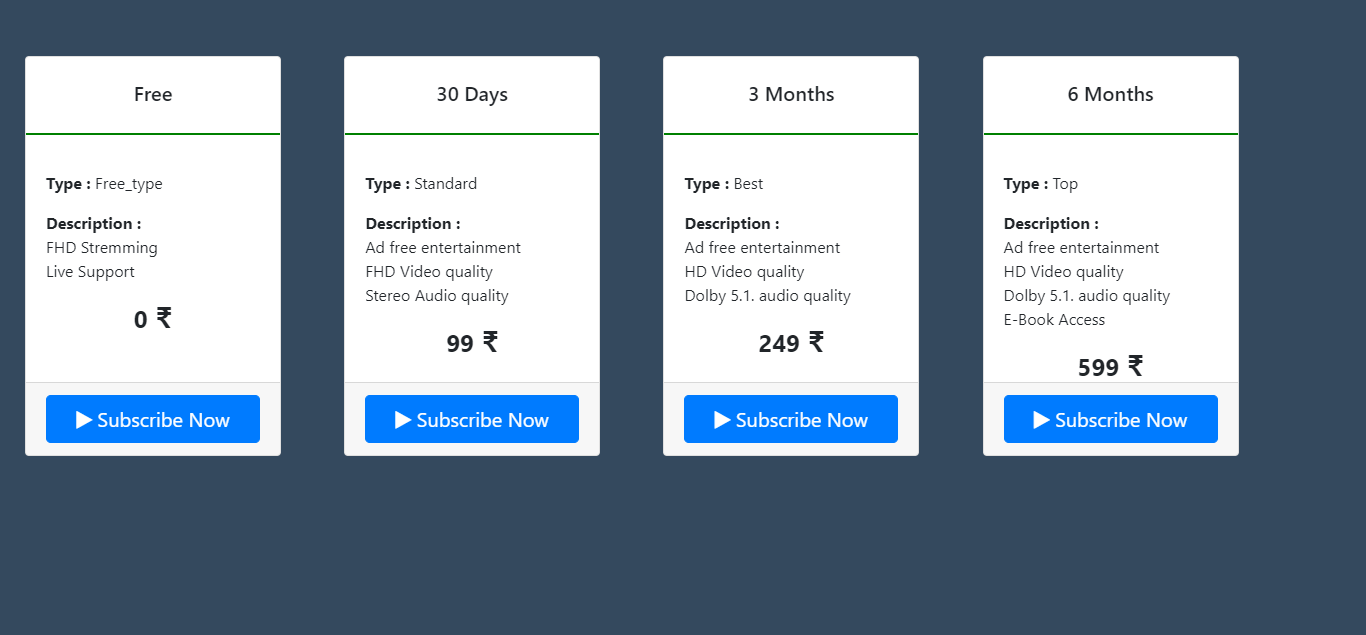 Free
Type : Free_type
Description :
FHD Stremming
Live Support
0 ₹
Subscribe Now
30 Days
Type : Standard
Description :
Ad free entertainment
FHD Video quality
Stereo Audio quality
99 ₹
Subscribe Now
3 Months
Type : Best
Description :
Ad free entertainment
HD Video quality
Dolby 5.1. audio quality
249 ₹
Subscribe Now
6 Months
Type : Top
Description :
Ad free entertainment
HD Video quality
Dolby 5.1. audio quality
E-Book Access
599 ₹
Subscribe Now